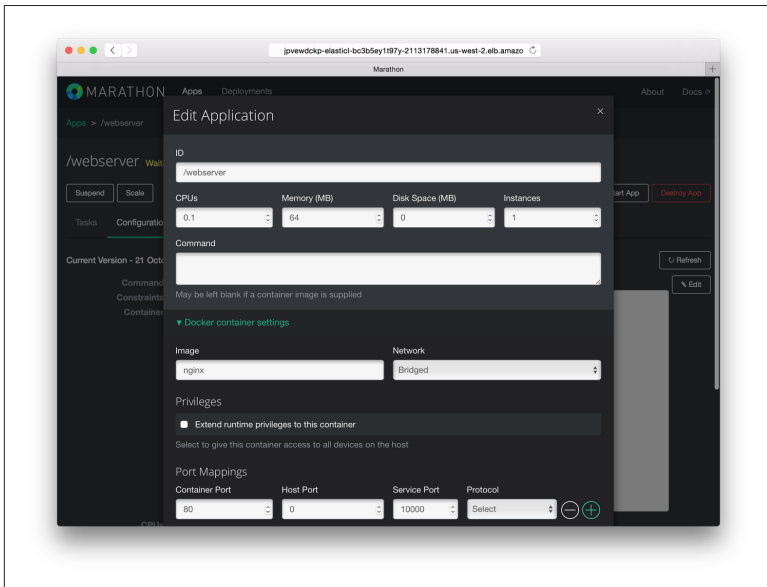 jpvewdckp-elasticl-bc3b5ey1t97y-2113178841.us-west-2.elb.amazo
Marathon
MARATHON Apps Deployments About Docs
Apps > /webserver
Edit Application
/webserver
ID
/webserver
Suspend Scale
CPUs Memory (MB) Disk Space (MB) Instances
Destroy App
0.1 64 0 1
Tasks
Command
Current Version - 21
Refresh
Command
Edit
May be left blank if a container image is supplied
Container
▼ Docker container settings
Image Network
nginx Bridged
Privileges
Extend runtime privileges to this container
Select to give this container access to all devices on the host
Port Mappings
Container Port Host Port Service Port Protocol
80 0 10000 Select